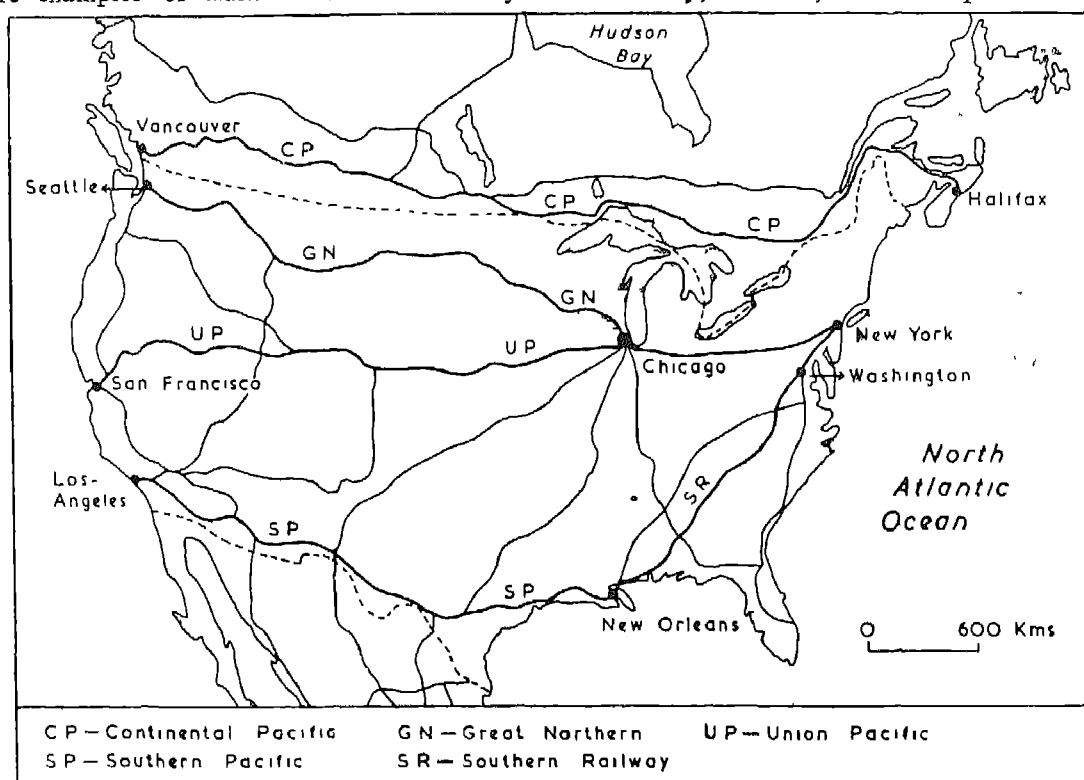 Hudson
Bay
Vancouver
CP
Seattle
CP
CP
Halifax
GN
GN
UP
UP
New York
San Francisco
Chicago
Washington
Los-
Angeles
SR
North
Atlantic
Ocean
SP
SP
New Orleans
0 600 Kms
CP-Continental Pacific GN-Great Northern UP-Union Pacific
SP-Southern Pacific SR-Southern Railway